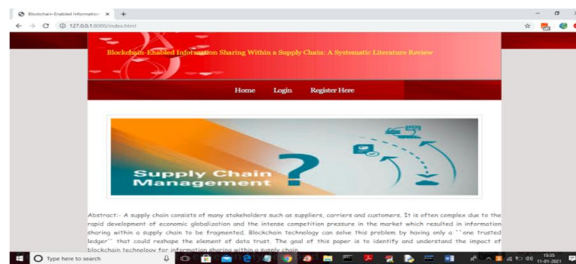 Blockchain-Enabled Information
127.0.0.1:8000/index.html
Blockchain-Enabled Information Sharing Within a Supply Chain: A Systematic Literature Review
Home Login Register Here
Supply Chain
Management
?
Abstract:- A supply chain consists of many stakeholders such as suppliers, carriers and customers. It is often complex due to the
rapid development of economic globalization and the intense competition pressure in the market which resulted in information
sharing within a supply chain to be fragmented. Blockchain technology can solve this problem by having only a ``one trusted
ledger'' that could reshape the element of data trust. The goal of this paper is to identify and understand the impact of
blockchain technology for information sharing within a supply chain.
Type here to search
15:35
11-01-2021